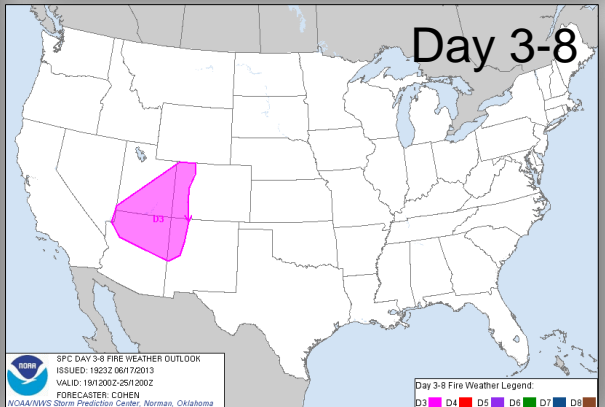 Day 3-8
D3
NOAA
SPC DAY 3-8 FIRE WEATHER OUTLOOK
ISSUED: 1923Z 06/17/2013
VALID: 19/1200Z-25/1200Z
FORECASTER: COHEN
NOAA/NWS Storm Prediction Center, Norman, Oklahoma
Day 3-8 Fire Weather Legend:
D3 D4 D5 D6 D7 D8